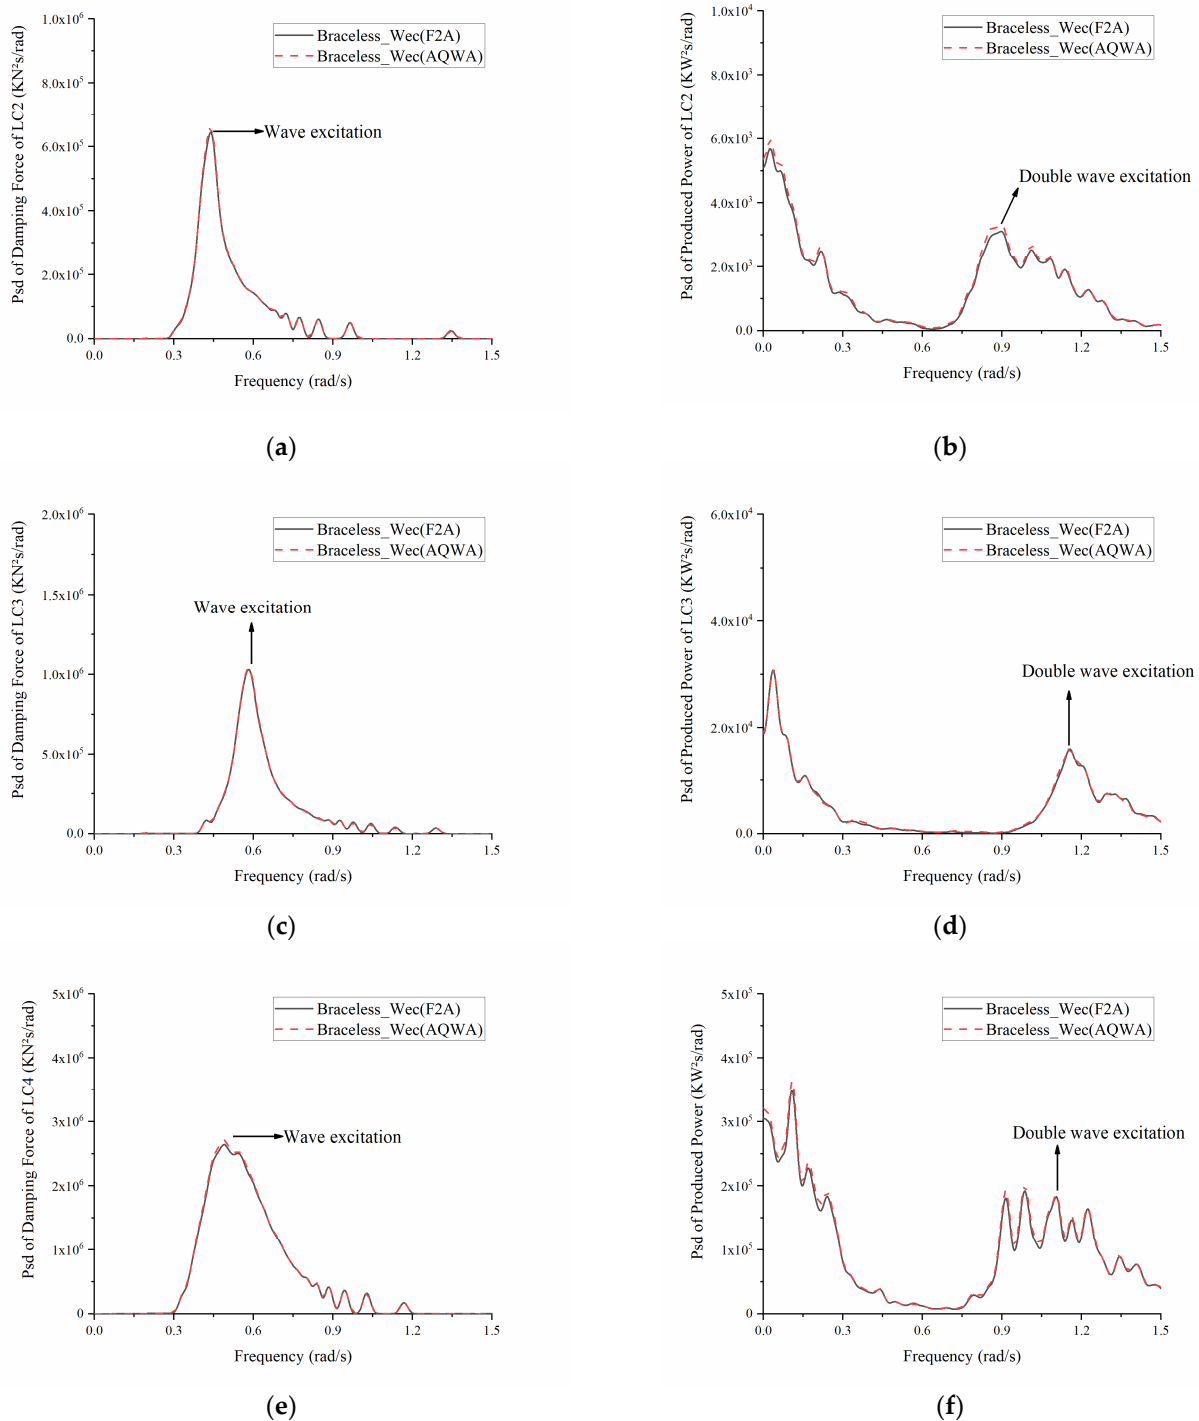 Psd of Damping Force of LC2 (KN²s/rad)
1.0x10⁶
8.0x10⁵
6.0x10⁵
4.0x10⁵
2.0x10⁵
0.0
Braceless_Wec(F2A)
Braceless_Wec(AQWA)
Wave excitation
0.0 0.3 0.6 0.9 1.2 1.5
Frequency (rad/s)
(a)
Psd of Produced Power of LC2 (KW²s/rad)
1.0x10⁴
8.0x10³
6.0x10³
4.0x10³
2.0x10³
0.0
Braceless_Wec(F2A)
Braceless_Wec(AQWA)
Double wave excitation
0.0 0.3 0.6 0.9 1.2 1.5
Frequency (rad/s)
(b)
Psd of Damping Force of LC3 (KN²s/rad)
2.0x10⁶
1.5x10⁶
1.0x10⁶
5.0x10⁵
0.0
Braceless_Wec(F2A)
Braceless_Wec(AQWA)
Wave excitation
0.0 0.3 0.6 0.9 1.2 1.5
Frequency (rad/s)
(c)
Psd of Produced Power of LC3 (KW²s/rad)
6.0x10⁴
4.0x10⁴
2.0x10⁴
0.0
Braceless_Wec(F2A)
Braceless_Wec(AQWA)
Double wave excitation
0.0 0.3 0.6 0.9 1.2 1.5
Frequency (rad/s)
(d)
Psd of Damping Force of LC4 (KN²s/rad)
5x10⁶
4x10⁶
3x10⁶
2x10⁶
1x10⁶
0
Braceless_Wec(F2A)
Braceless_Wec(AQWA)
Wave excitation
0.0 0.3 0.6 0.9 1.2 1.5
Frequency (rad/s)
(e)
Psd of Produced Power (KW²s/rad)
5x10⁵
4x10⁵
3x10⁵
2x10⁵
1x10⁵
0
Braceless_Wec(F2A)
Braceless_Wec(AQWA)
Double wave excitation
0.0 0.3 0.6 0.9 1.2 1.5
Frequency (rad/s)
(f)